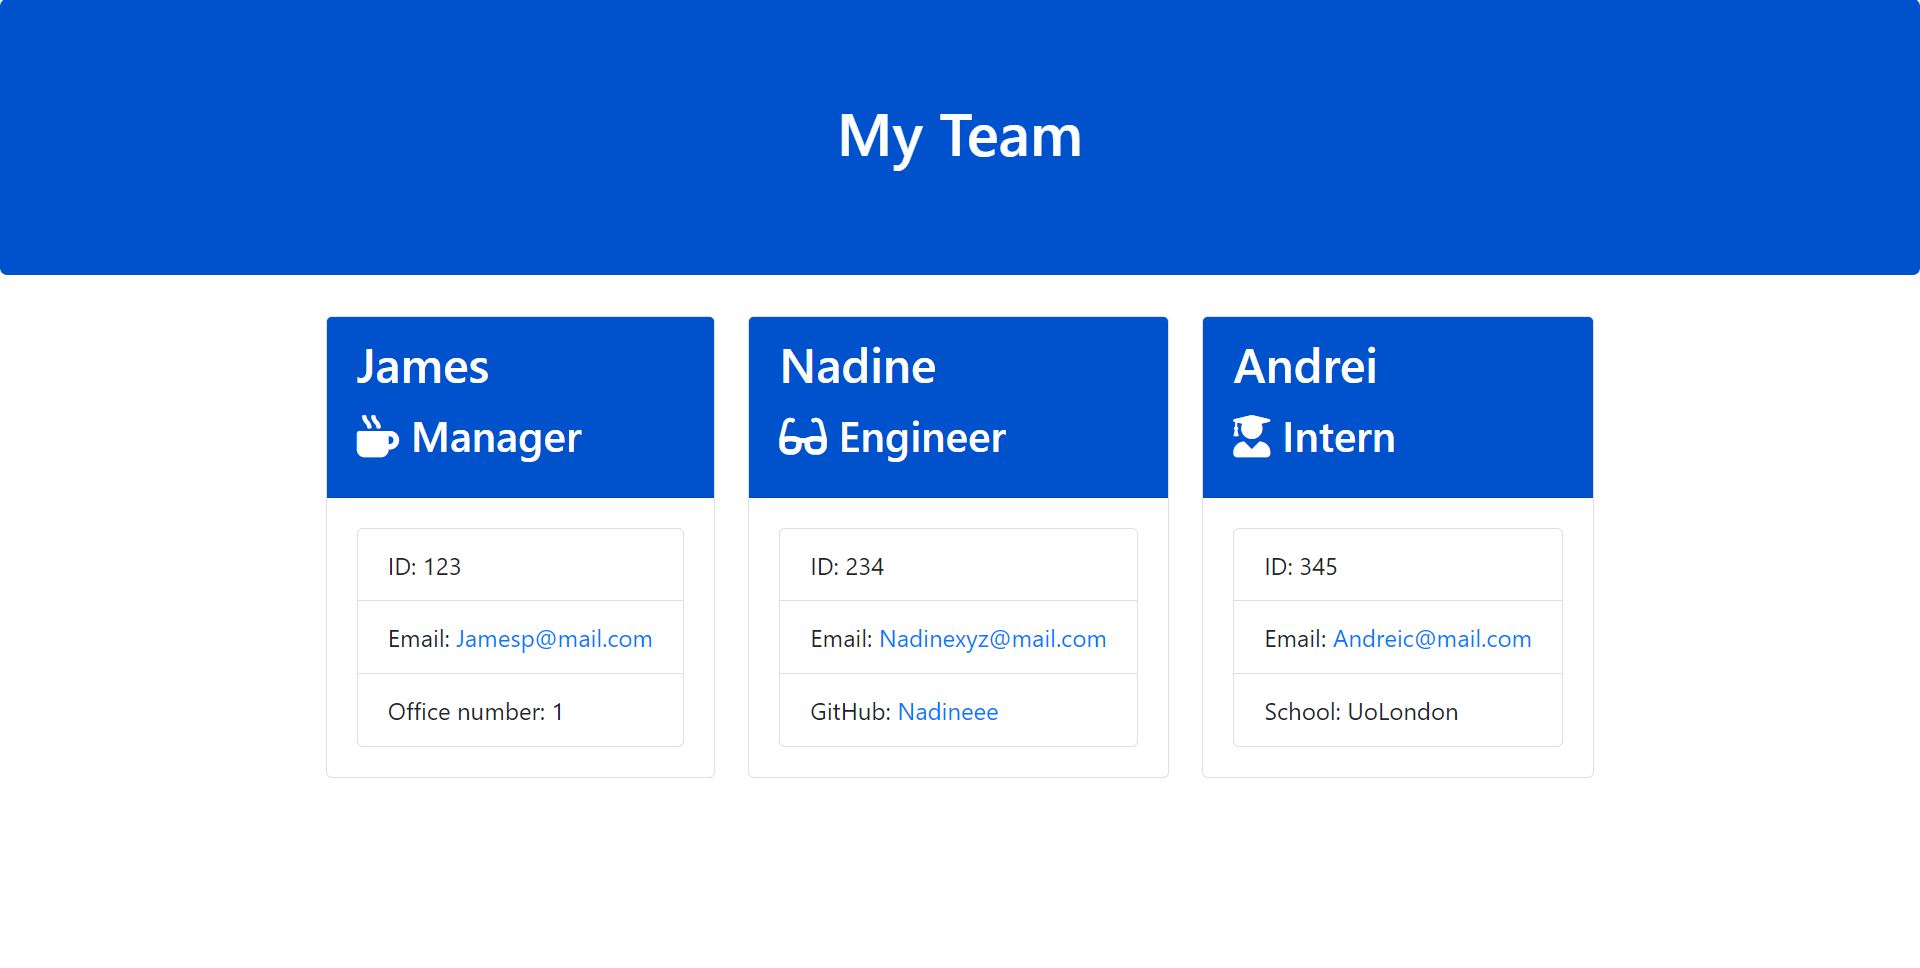 My Team
James
Manager
ID: 123
Email: Jamesp@mail.com
Office number: 1
Nadine
Engineer
ID: 234
Email: Nadinexyz@mail.com
GitHub: Nadineee
Andrei
Intern
ID: 345
Email: Andreic@mail.com
School: UoLondon